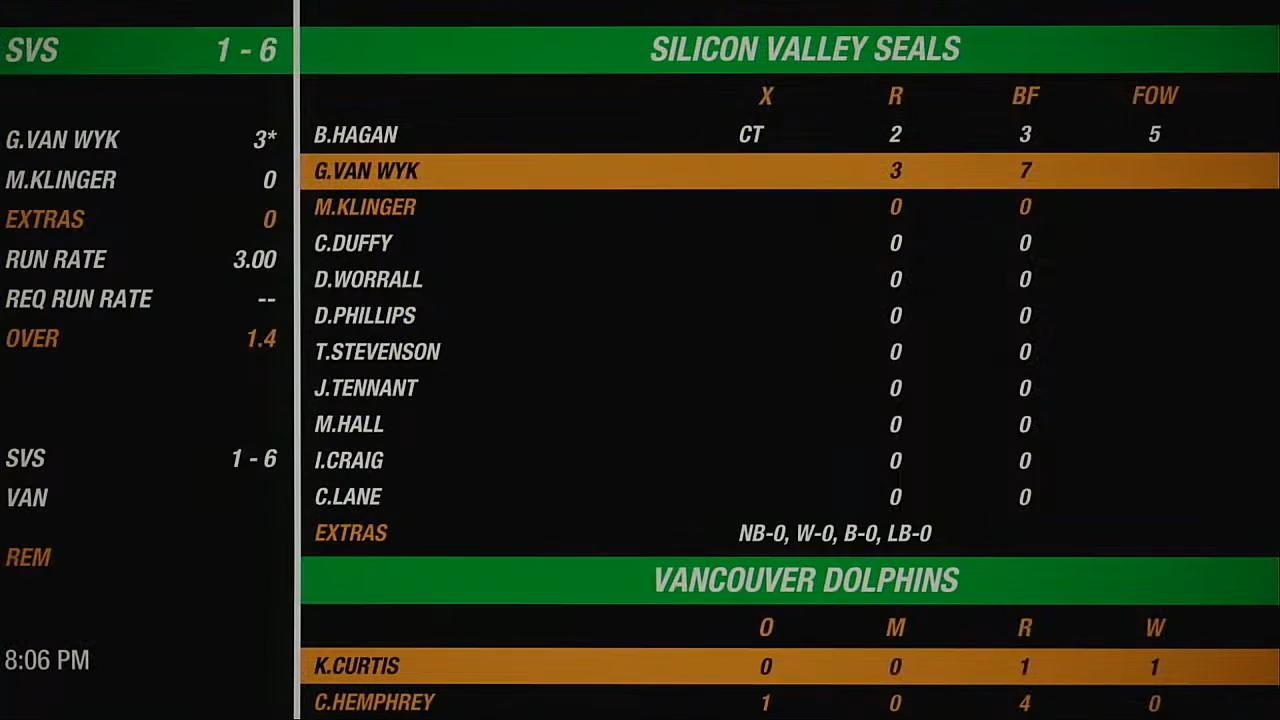 SVS 1 - 6
G.VAN WYK 3*
M.KLINGER 0
EXTRAS 0
RUN RATE 3.00
REQ RUN RATE --
OVER 1.4
SVS 1 - 6
VAN
REM
8:06 PM
SILICON VALLEY SEALS
X R BF FOW
B.HAGAN CT 2 3 5
G.VAN WYK 3 7
M.KLINGER 0 0
C.DUFFY 0 0
D.WORRALL 0 0
D.PHILLIPS 0 0
T.STEVENSON 0 0
J.TENNANT 0 0
M.HALL 0 0
I.CRAIG 0 0
C.LANE 0 0
EXTRAS NB-0, W-0, B-0, LB-0
VANCOUVER DOLPHINS
O M R W
K.CURTIS 0 0 1 1
C.HEMPHREY 1 0 4 0